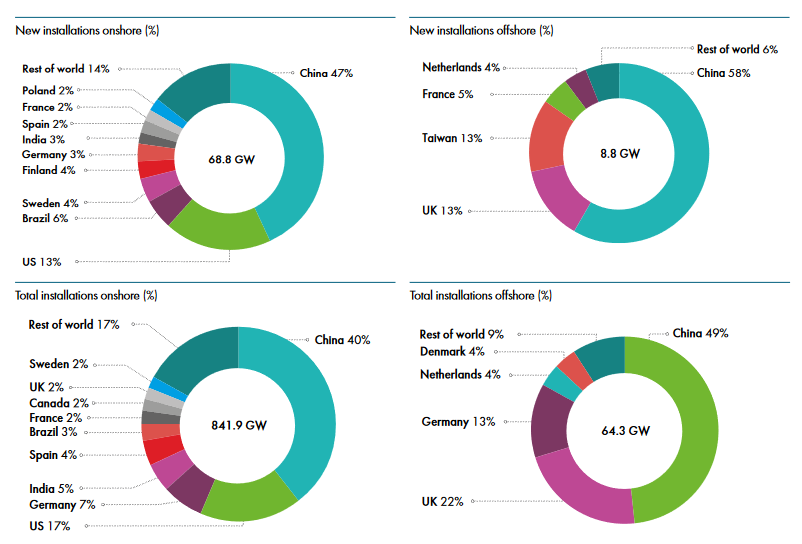 New installations onshore (%)
Rest of world 14%
Poland 2%
France 2%
Spain 2%
India 3%
Germany 3%
Finland 4%
Sweden 4%
Brazil 6%
US 13%
China 47%
68.8 GW
New installations offshore (%)
Netherlands 4%
France 5%
Taiwan 13%
UK 13%
Rest of world 6%
China 58%
8.8 GW
Total installations onshore (%)
Rest of world 17%
Sweden 2%
UK 2%
Canada 2%
France 2%
Brazil 3%
Spain 4%
India 5%
Germany 7%
US 17%
China 40%
841.9 GW
Total installations offshore (%)
Rest of world 9%
Denmark 4%
Netherlands 4%
Germany 13%
UK 22%
China 49%
64.3 GW